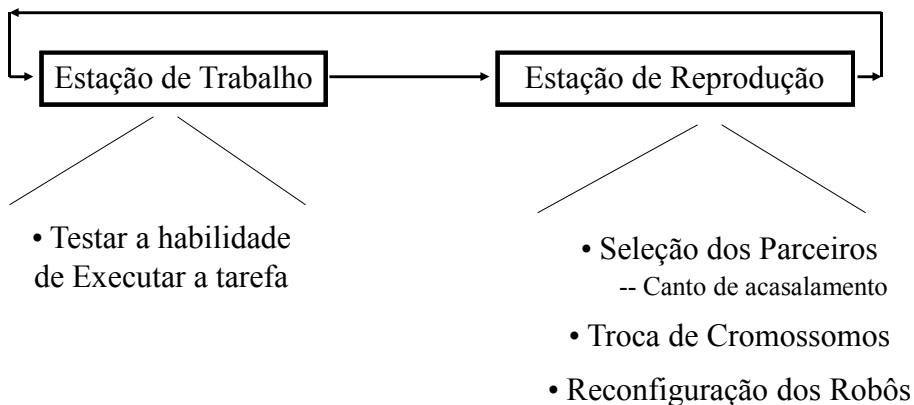 Estação de Trabalho
Estação de Reprodução
• Testar a habilidade
de Executar a tarefa
• Seleção dos Parceiros
-- Canto de acasalamento
• Troca de Cromossomos
• Reconfiguração dos Robôs